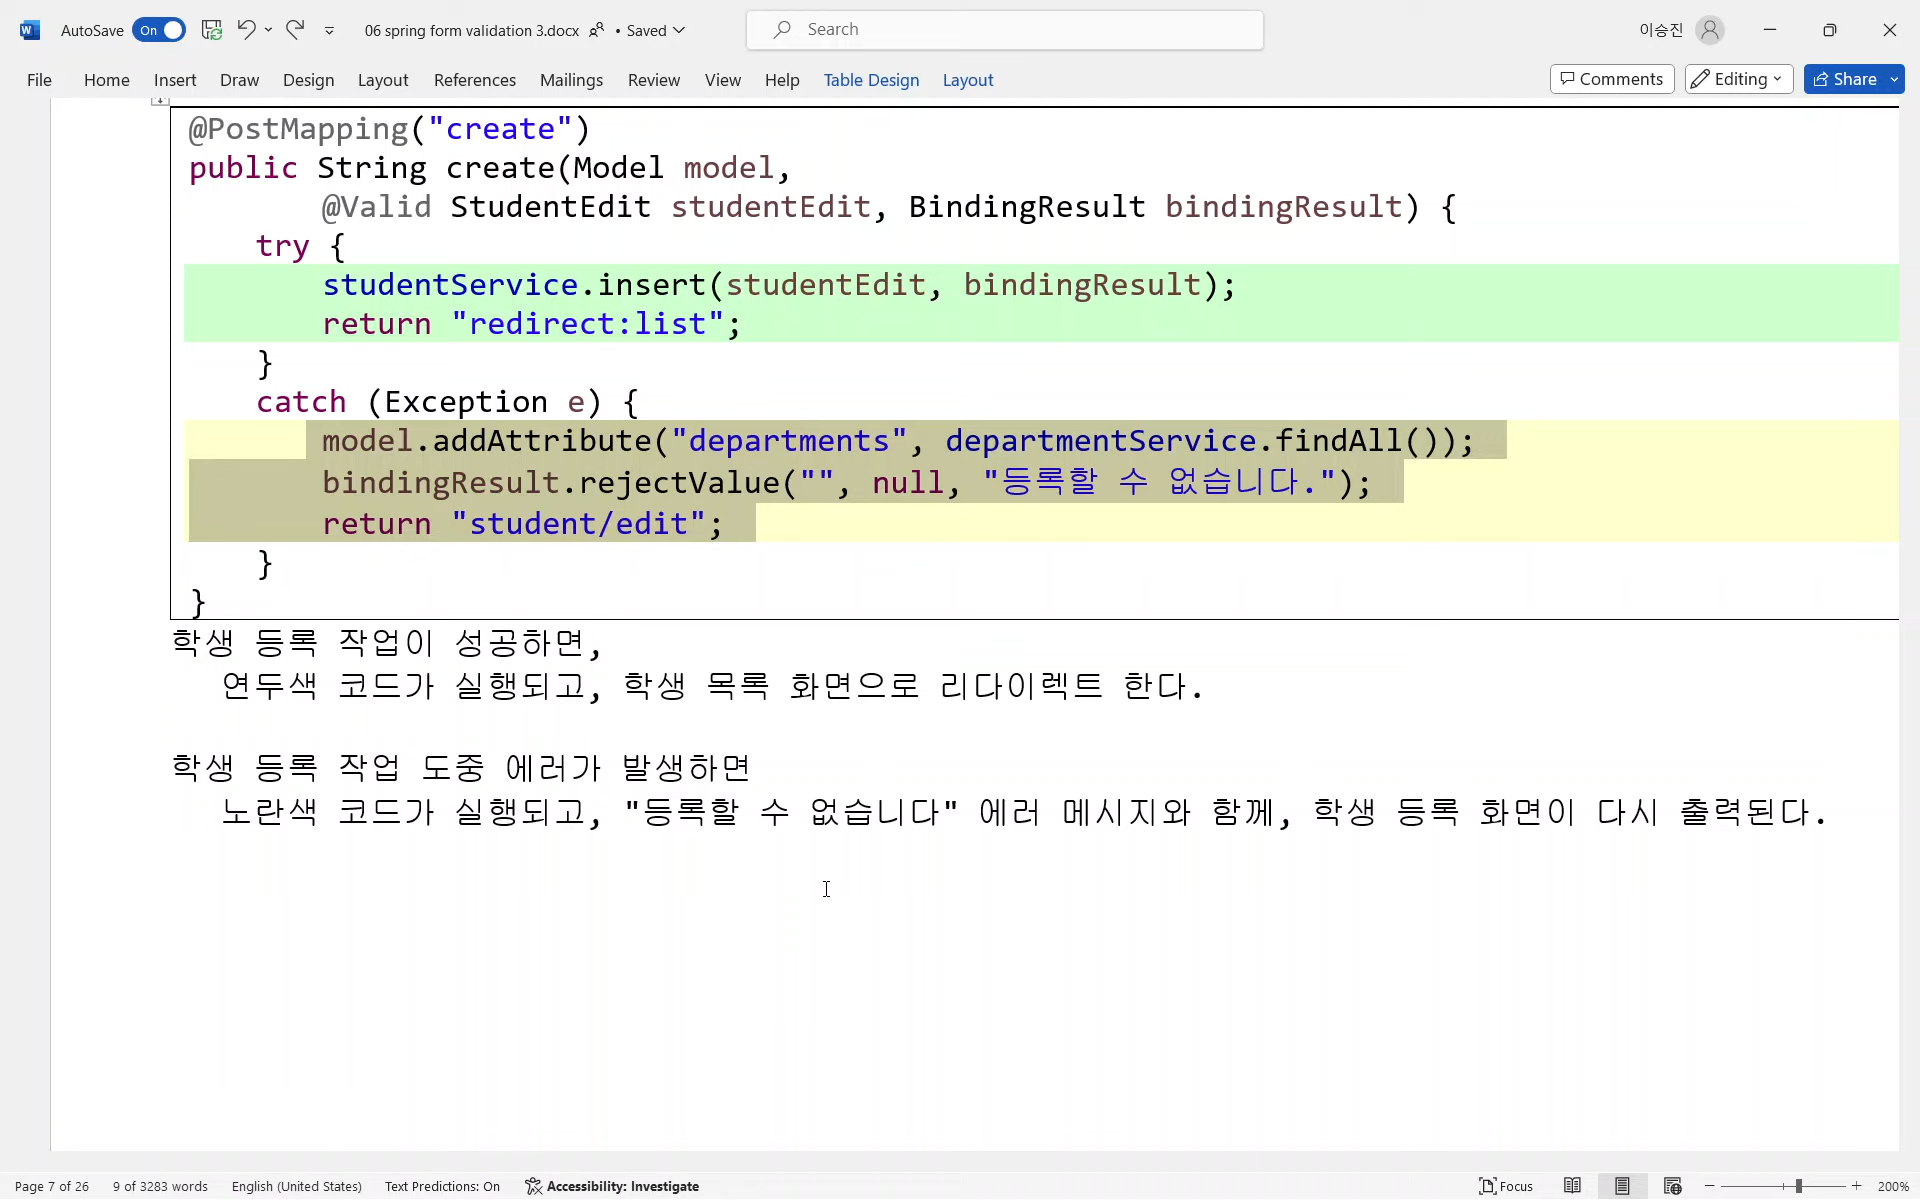 AutoSave On 06 spring form validation 3.docx • Saved Search 이승진
File Home Insert Draw Design Layout References Mailings Review View Help Table Design Layout Comments Editing Share
@PostMapping("create")
public String create(Model model,
@Valid StudentEdit studentEdit, BindingResult bindingResult) {
try {
studentService.insert(studentEdit, bindingResult);
return "redirect:list";
}
catch (Exception e) {
model.addAttribute("departments", departmentService.findAll());
bindingResult.rejectValue("", null, "등록할 수 없습니다.");
return "student/edit";
}
}
학생 등록 작업이 성공하면,
연두색 코드가 실행되고, 학생 목록 화면으로 리다이렉트 한다.
학생 등록 작업 도중 에러가 발생하면
노란색 코드가 실행되고, "등록할 수 없습니다" 에러 메시지와 함께, 학생 등록 화면이 다시 출력된다.
Page 7 of 26 9 of 3283 words English (United States) Text Predictions: On Accessibility: Investigate Focus 200%